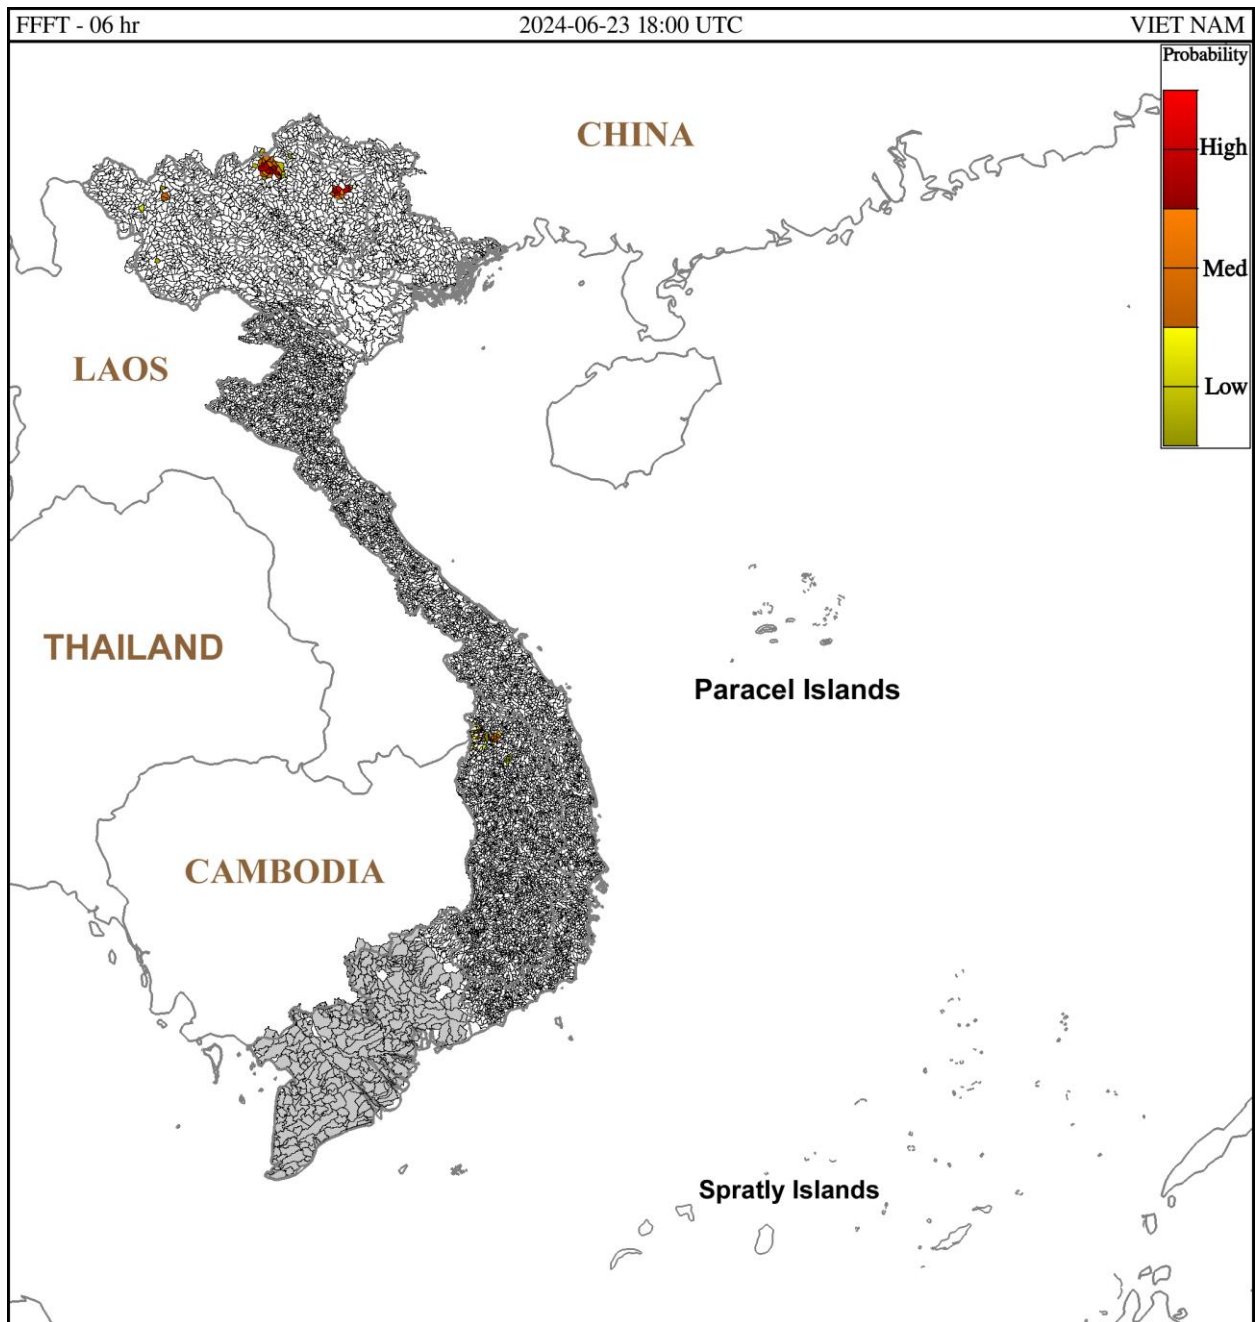 FFFT - 06 hr
2024-06-23 18:00 UTC
VIET NAM
Probability
CHINA
High
Med
LAOS
Low
THAILAND
Paracel Islands
CAMBODIA
Spratly Islands